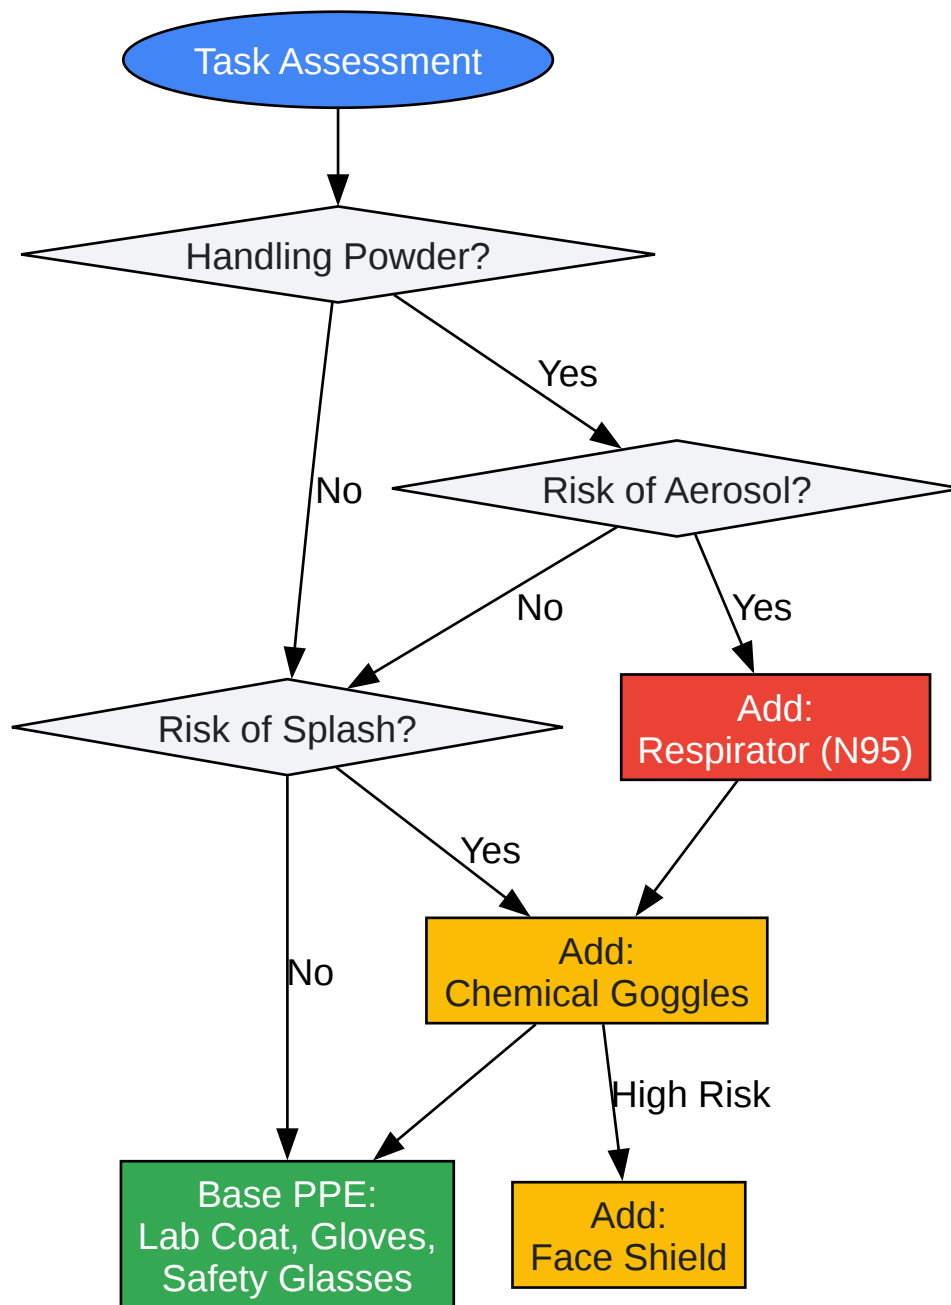 Task Assessment
Handling Powder?
Yes
No
Risk of Aerosol?
No
Yes
Risk of Splash?
Add:
Respirator (N95)
Yes
No
Add:
Chemical Goggles
High Risk
Base PPE:
Lab Coat, Gloves,
Safety Glasses
Add:
Face Shield